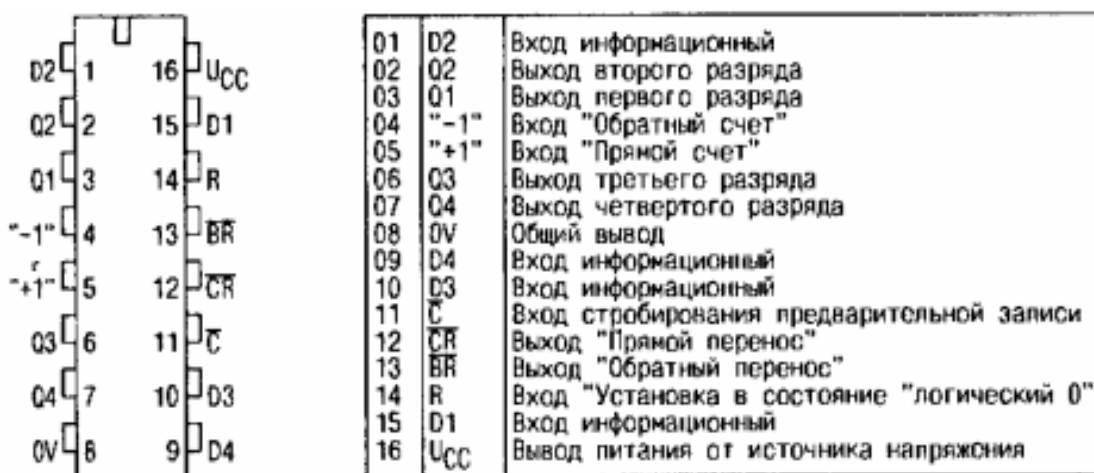 D2 1 16 UCC
Q2 2 15 D1
Q1 3 14 R
"-1" 4 13 B̅R̅
"+1" 5 12 C̅R̅
Q3 6 11 C̅
Q4 7 10 D3
0V 8 9 D4
01 D2 Вход информационный
02 Q2 Выход второго разряда
03 Q1 Выход первого разряда
04 "-1" Вход "Обратный счет"
05 "+1" Вход "Прямой счет"
06 Q3 Выход третьего разряда
07 Q4 Выход четвертого разряда
08 0V Общий вывод
09 D4 Вход информационный
10 D3 Вход информационный
11 C̅ Вход стробирования предварительной записи
12 C̅R̅ Выход "Прямой перенос"
13 B̅R̅ Выход "Обратный перенос"
14 R Вход "Установка в состояние "логический 0"
15 D1 Вход информационный
16 UCC Вывод питания от источника напряжения